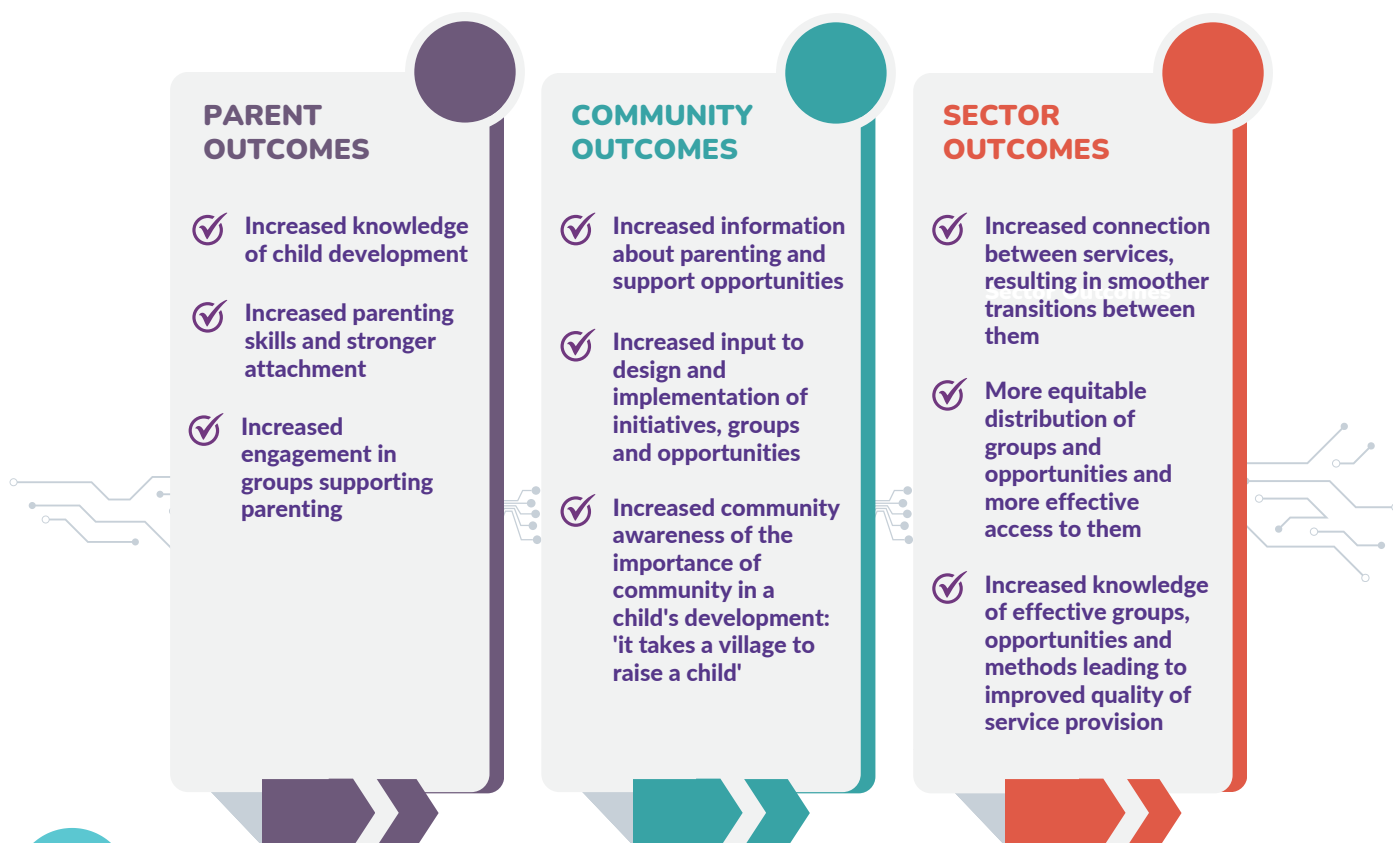 PARENT
OUTCOMES
Increased knowledge
of child development
Increased parenting
skills and stronger
attachment
Increased
engagement in
groups supporting
parenting
COMMUNITY
OUTCOMES
Increased information
about parenting and
support opportunities
Increased input to
design and
implementation of
initiatives, groups
and opportunities
Increased community
awareness of the
importance of
community in a
child's development:
'it takes a village to
raise a child'
SECTOR
OUTCOMES
Increased connection
between services,
resulting in smoother
Sector Outcomes
transitions between
them
More equitable
distribution of
groups and
opportunities and
more effective
access to them
Increased knowledge
of effective groups,
opportunities and
methods leading to
improved quality of
service provision